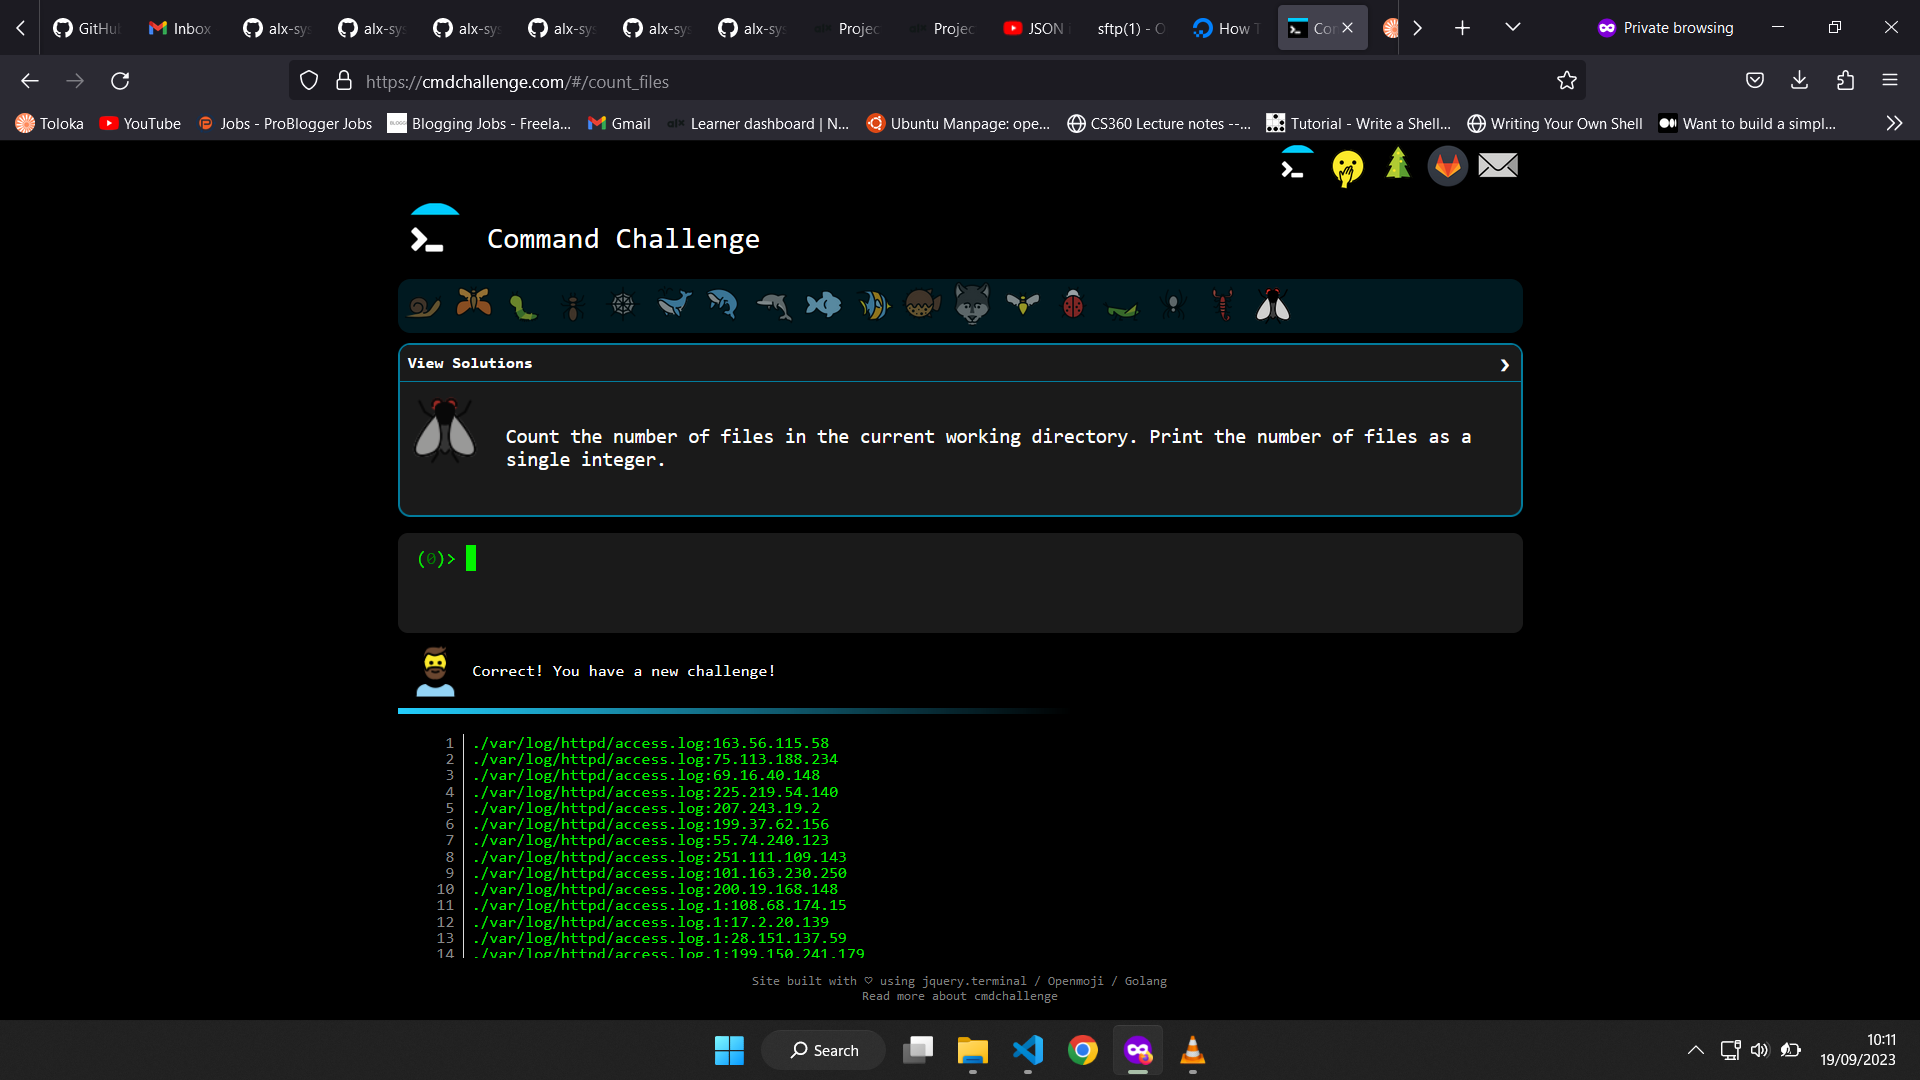 GitHu
Inbox
alx-sys
alx-sys
alx-sys
alx-sys
alx-sys
alx-sys
Projec
Projec
JSON
sftp(1) - O
How T
Co
Private browsing
https://cmdchallenge.com/#/count_files
Toloka
YouTube
Jobs - ProBlogger Jobs
Blogging Jobs - Freela...
Gmail
Learner dashboard | N...
Ubuntu Manpage: ope...
CS360 Lecture notes --...
Tutorial - Write a Shell...
Writing Your Own Shell
Want to build a simpl...
Command Challenge
View Solutions
Count the number of files in the current working directory. Print the number of files as a
single integer.
(0)>
Correct! You have a new challenge!
1 ./var/log/httpd/access.log:163.56.115.58
2 ./var/log/httpd/access.log:75.113.188.234
3 ./var/log/httpd/access.log:69.16.40.148
4 ./var/log/httpd/access.log:225.219.54.140
5 ./var/log/httpd/access.log:207.243.19.2
6 ./var/log/httpd/access.log:199.37.62.156
7 ./var/log/httpd/access.log:55.74.240.123
8 ./var/log/httpd/access.log:251.111.109.143
9 ./var/log/httpd/access.log:101.163.230.250
10 ./var/log/httpd/access.log:200.19.168.148
11 ./var/log/httpd/access.log.1:108.68.174.15
12 ./var/log/httpd/access.log.1:17.2.20.139
13 ./var/log/httpd/access.log.1:28.151.137.59
14 ./var/log/httpd/access.log.1:199.150.241.179
Site built with ♡ using jquery.terminal / Openmoji / Golang
Read more about cmdchallenge
Search
10:11
19/09/2023